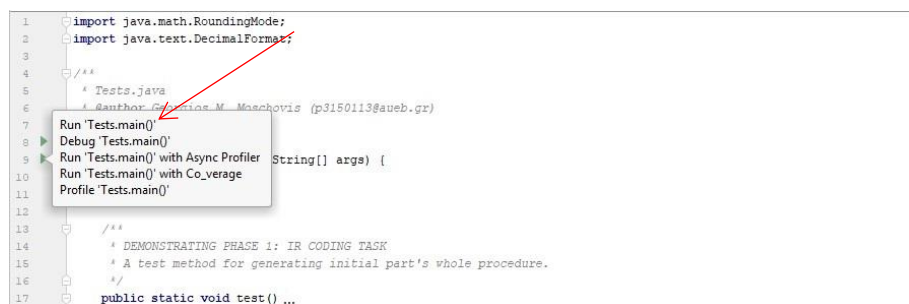 1 import java.math.RoundingMode;
2 import java.text.DecimalFormat;
3
4 /**
5 * Tests.java
6 * @author Georgios M. Moschovis (p3150113@aueb.gr)
7
8
9 String[] args) {
Run 'Tests.main()'
Debug 'Tests.main()'
Run 'Tests.main()' with Async Profiler
Run 'Tests.main()' with Co_verage
Profile 'Tests.main()'
10
11
12
13 /**
14 * DEMONSTRATING PHASE 1: IR CODING TASK
15 * A test method for generating initial part's whole procedure.
16 */
17 public static void test() ...